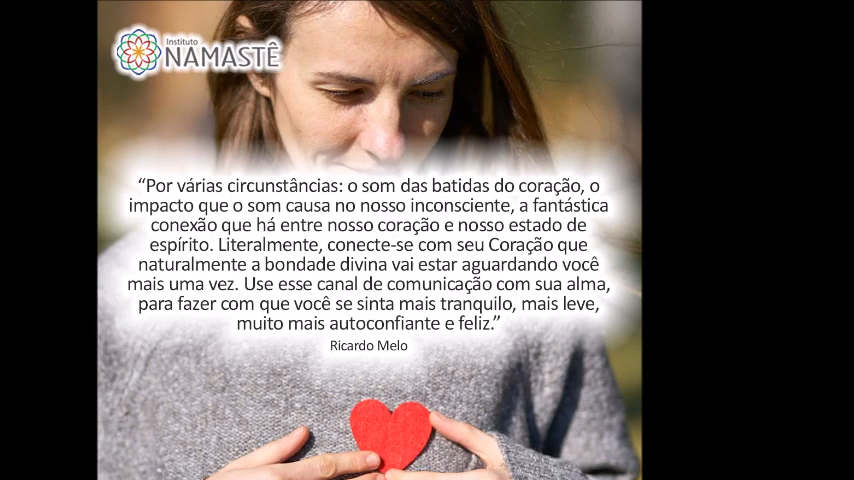 Instituto
NAMASTÊ
“Por várias circunstâncias: o som das batidas do coração, o
impacto que o som causa no nosso inconsciente, a fantástica
conexão que há entre nosso coração e nosso estado de
espírito. Literalmente, conecte-se com seu Coração que
naturalmente a bondade divina vai estar aguardando você
mais uma vez. Use esse canal de comunicação com sua alma,
para fazer com que você se sinta mais tranquilo, mais leve,
muito mais autoconfiante e feliz.”
Ricardo Melo